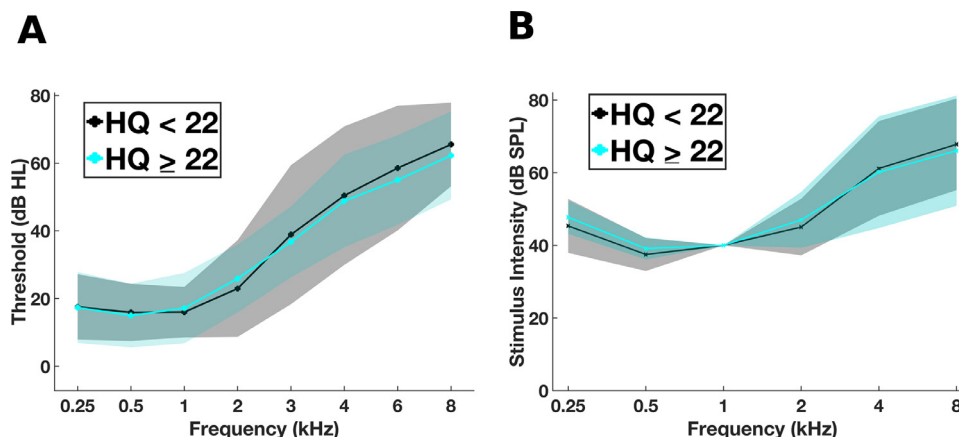 A
B
HQ < 22
HQ ≥ 22
Threshold (dB HL)
80
60
40
20
0
0.25 0.5 1 2 3 4 6 8
Frequency (kHz)
HQ < 22
HQ ≥ 22
Stimulus Intensity (dB SPL)
80
60
40
20
0
0.25 0.5 1 2 4 8
Frequency (kHz)